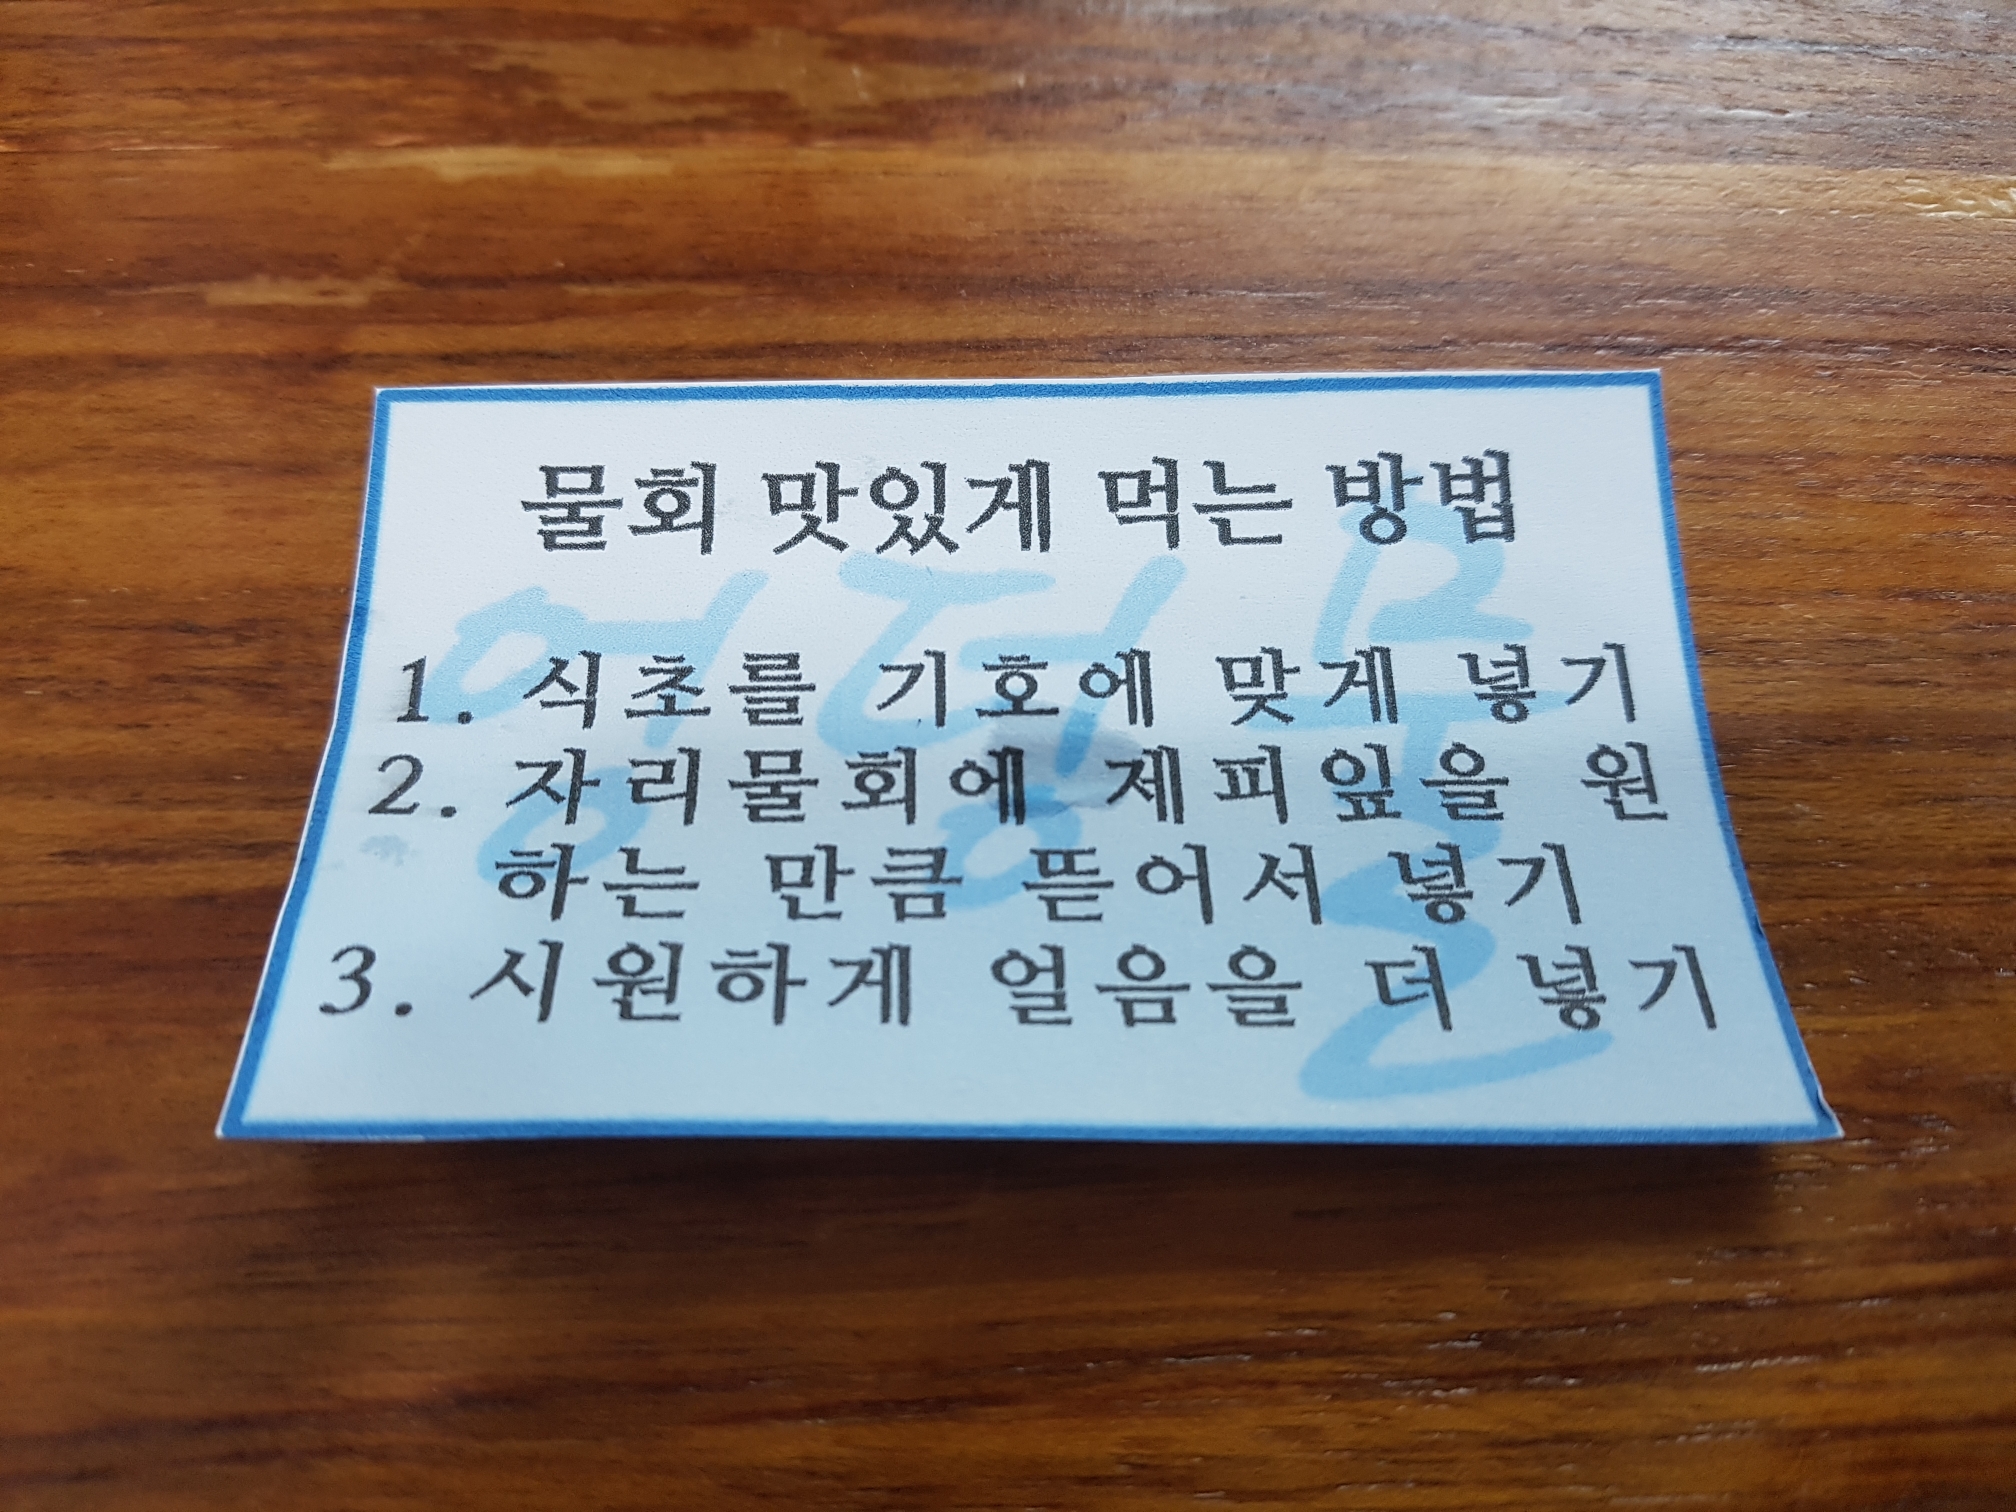 물회 맛있게 먹는 방법
1. 식초를 기호에 맞게 넣기
2. 자리물회에 제피잎을 원
하는 만큼 뜯어서 넣기
3. 시원하게 얼음을 더 넣기